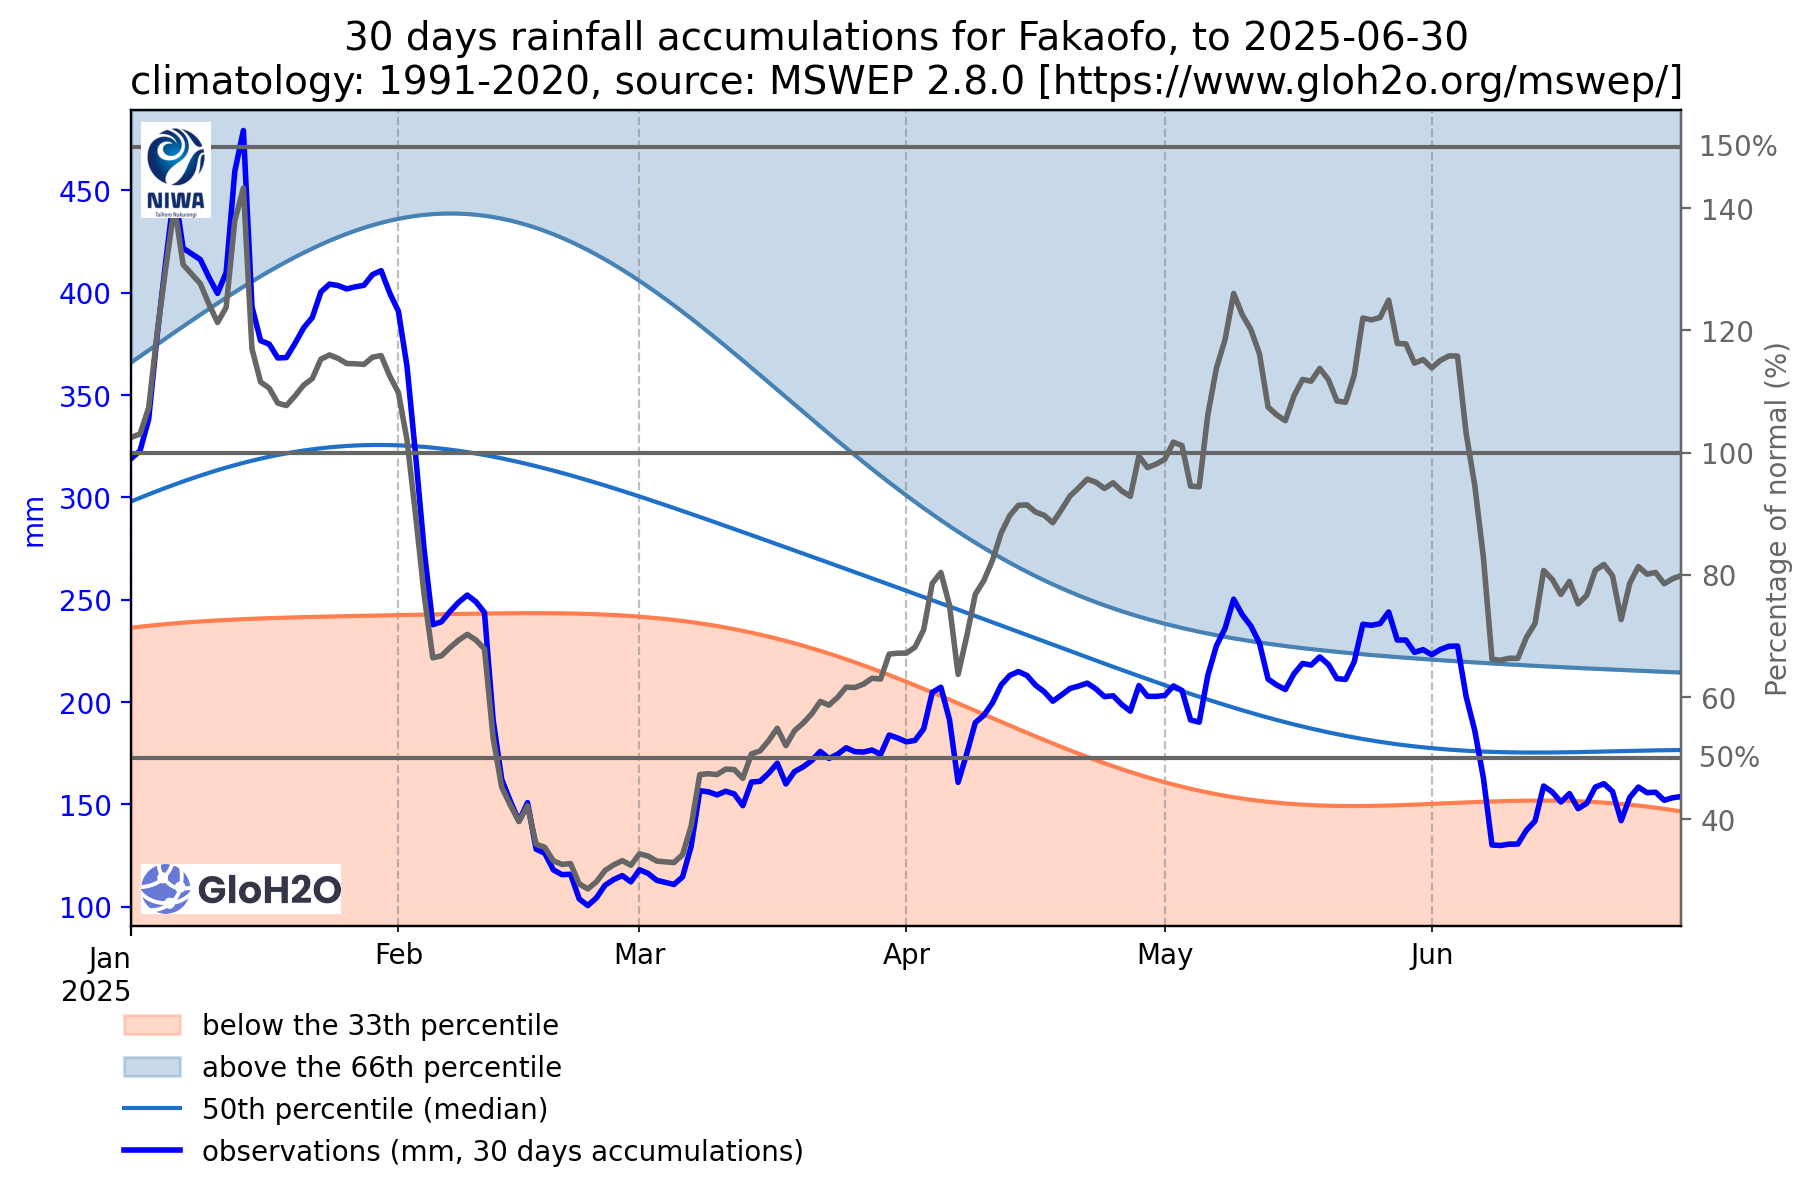 30 days rainfall accumulations for Fakaofo, to 2025-06-30
climatology: 1991-2020, source: MSWEP 2.8.0 [https://www.gloh2o.org/mswep/]
NIWA
Taihoro Nukurangi
450
400
350
300
250
200
150
100
mm
150%
140
120
100
80
60
50%
40
Percentage of normal (%)
GloH2O
Jan
2025
Feb
Mar
Apr
May
Jun
below the 33th percentile
above the 66th percentile
50th percentile (median)
observations (mm, 30 days accumulations)